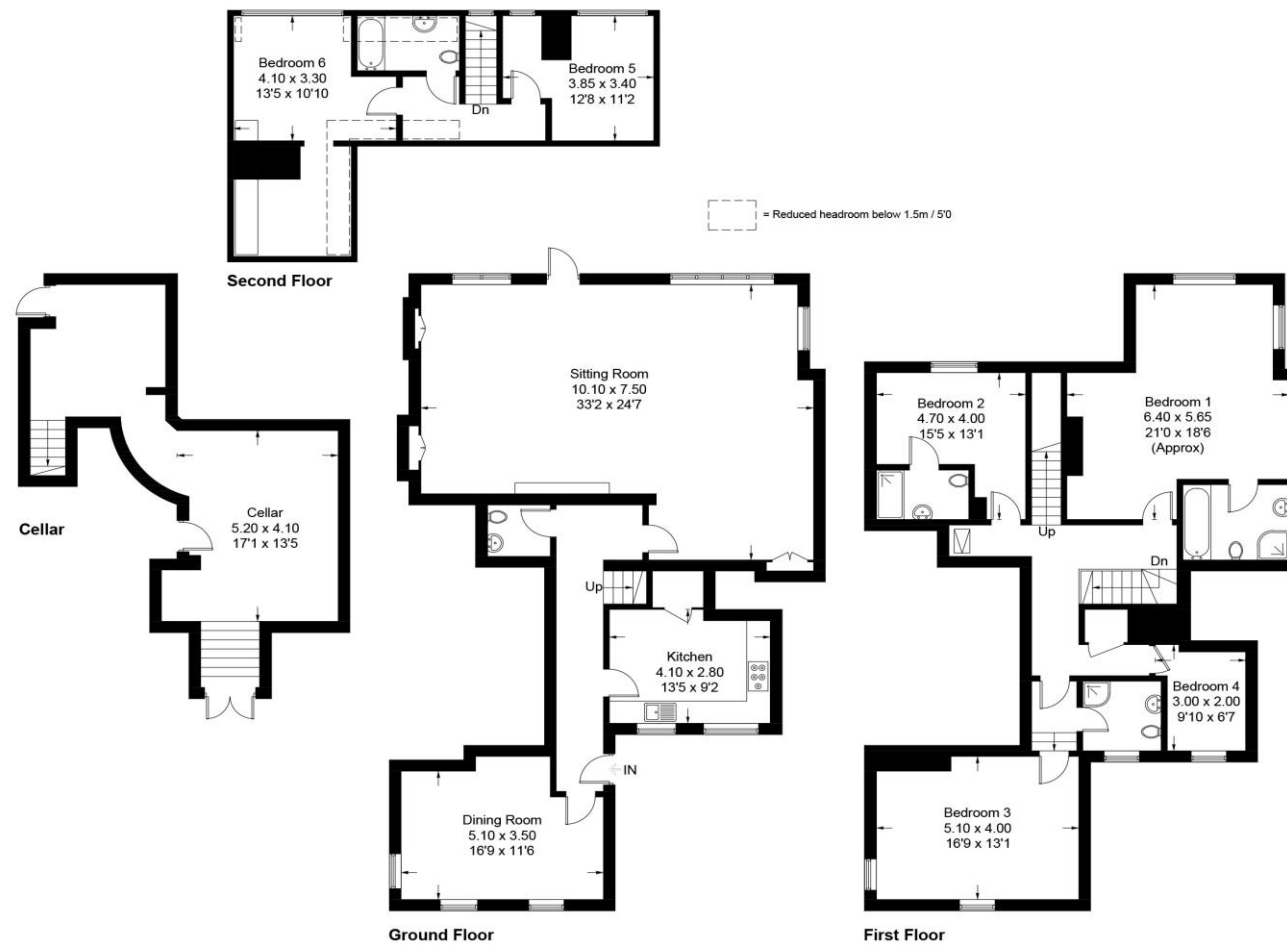 Bedroom 6
4.10 x 3.30
13'5 x 10'10
Bedroom 5
3.85 x 3.40
12'8 x 11'2
Dn
= Reduced headroom below 1.5m / 5'0
Second Floor
Cellar
5.20 x 4.10
17'1 x 13'5
Cellar
Sitting Room
10.10 x 7.50
33'2 x 24'7
Up
Kitchen
4.10 x 2.80
13'5 x 9'2
IN
Dining Room
5.10 x 3.50
16'9 x 11'6
Ground Floor
Bedroom 2
4.70 x 4.00
15'5 x 13'1
Bedroom 1
6.40 x 5.65
21'0 x 18'6
(Approx)
Up
Dn
Bedroom 4
3.00 x 2.00
9'10 x 6'7
Bedroom 3
5.10 x 4.00
16'9 x 13'1
First Floor